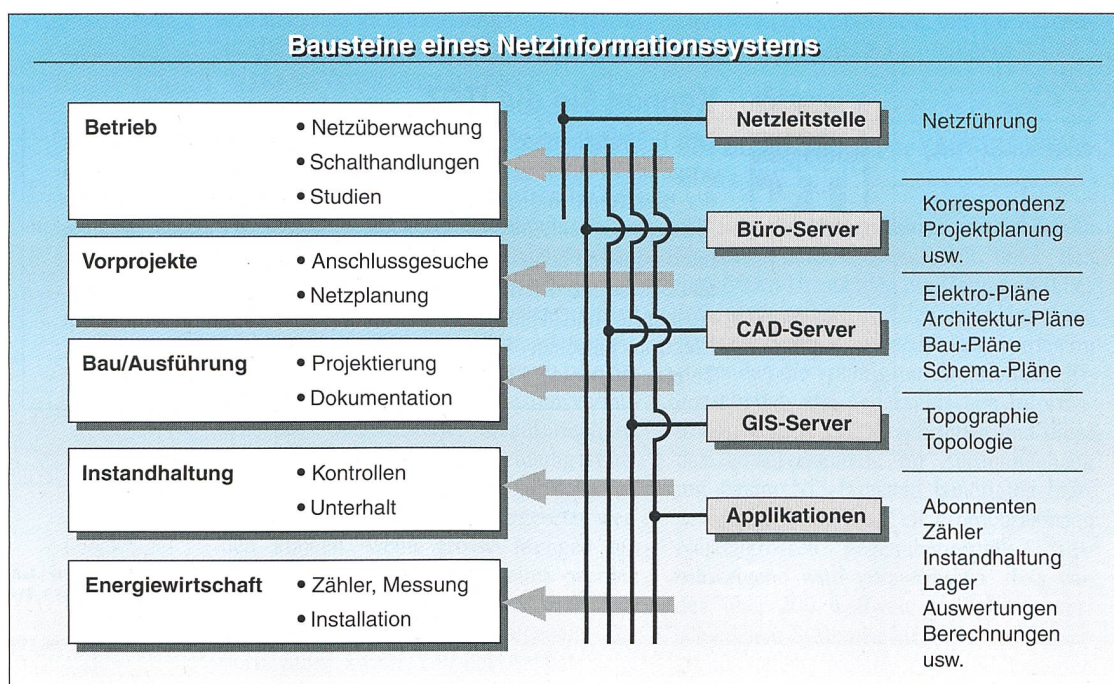 Bausteine eines Netzinformationssystems
Betrieb
• Netzüberwachung
• Schalthandlungen
• Studien
Vorprojekte
• Anschlussgesuche
• Netzplanung
Bau/Ausführung
• Projektierung
• Dokumentation
Instandhaltung
• Kontrollen
• Unterhalt
Energiewirtschaft
• Zähler, Messung
• Installation
Netzleitstelle
Netzführung
Büro-Server
Korrespondenz
Projektplanung
usw.
CAD-Server
Elektro-Pläne
Architektur-Pläne
Bau-Pläne
Schema-Pläne
GIS-Server
Topographie
Topologie
Applikationen
Abonnenten
Zähler
Instandhaltung
Lager
Auswertungen
Berechnungen
usw.